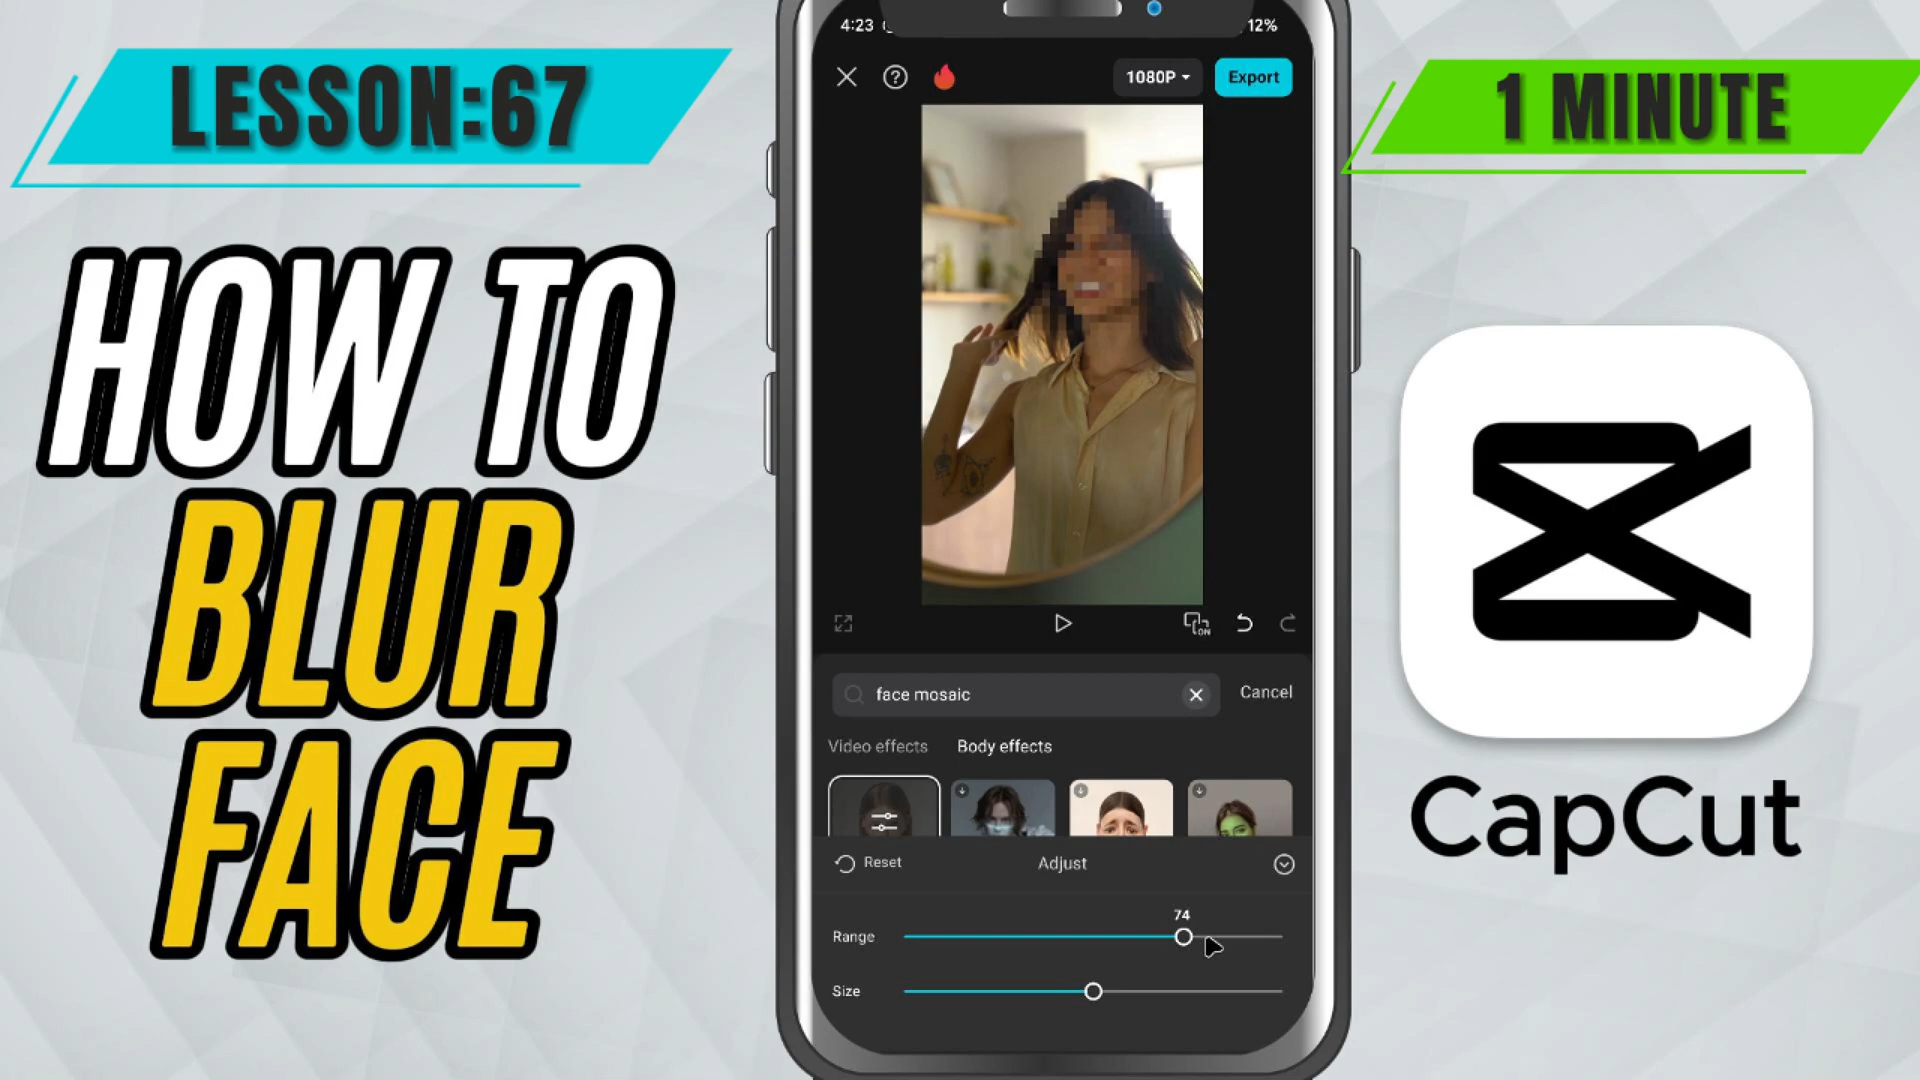 LESSON:67
HOW TO
BLUR
FACE
4:23
12%
1080P
Export
ON
face mosaic
Cancel
Video effects
Body effects
Reset
Adjust
74
Range
Size
1 MINUTE
CapCut